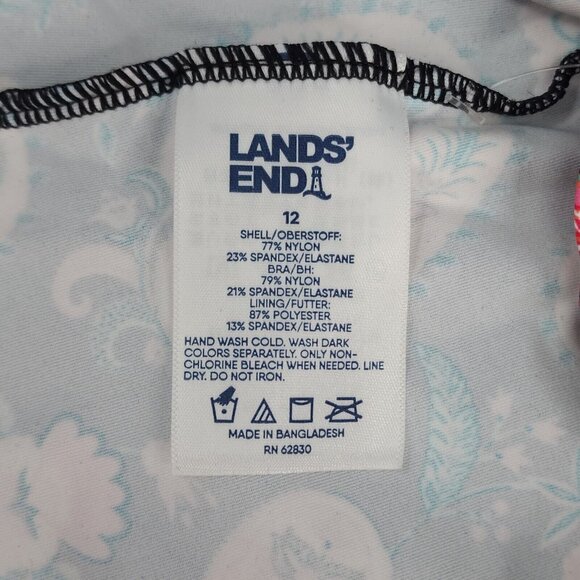 LANDS'
END
12
SHELL/OBERSTOFF:
77% NYLON
23% SPANDEX/ELASTANE
BRA/BH:
79% NYLON
21% SPANDEX/ELASTANE
LINING/FUTTER:
87% POLYESTER
13% SPANDEX/ELASTANE
HAND WASH COLD. WASH DARK
COLORS SEPARATELY. ONLY NON-
CHLORINE BLEACH WHEN NEEDED. LINE
DRY. DO NOT IRON.
MADE IN BANGLADESH
RN 62830